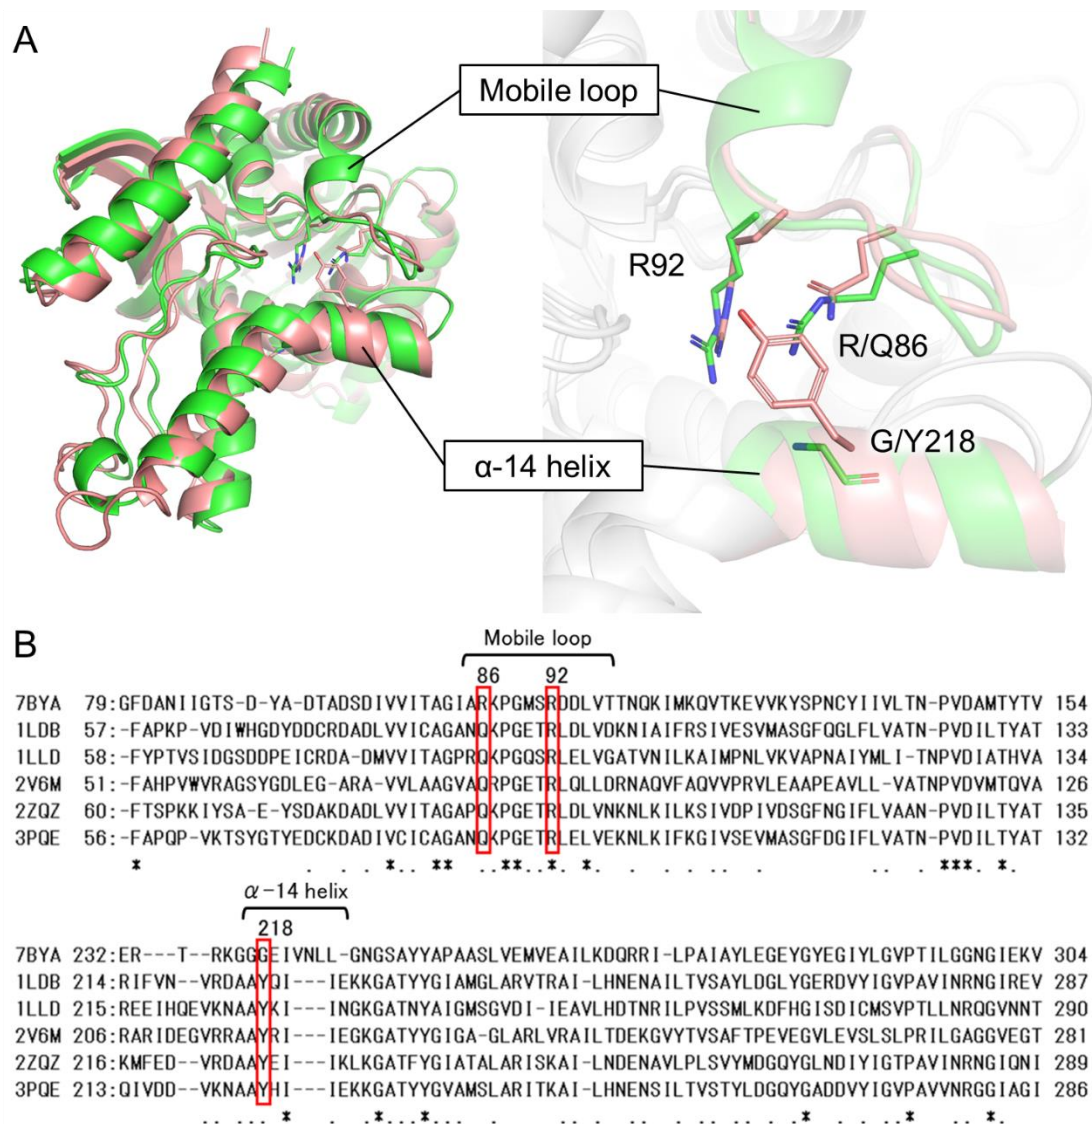 A
Mobile loop
R92
R/Q86
G/Y218
α-14 helix
B
Mobile loop
86 92
7BYA 79:GFDANIIGTS-D-YA-DTADSDIVVITAGIARKPGMSRDDLVTTNQKIMKQVTKEVVKYSPNCYIIVLTN-PVDAMTYTV 154
1LDB 57:-FAPKP-VDIWHGDYDDCRDADLVVICAGANQKPGETRLDLVDKNIAIFRSIVESVMASGFQGLFLVATN-PVDILTYAT 133
1LLD 58:-FYPTVSIDGSDDPEICRDA-DMVVITAGPRQKPGQSRLELVGATVNILKAIMPNLVKVAPNAIYMLI-TNPVDIATHVA 134
2V6M 51:-FAHPVWVRAGSYGDLEG-ARA-VVLAAGVAQRPGETRLQLLDRNAQVFAQVVPRVLEAAPEAVLL-VATNPVDVMTQVA 126
2ZQZ 60:-FTSPKKIYSA-E-YSDAKDADLVVITAGAPQKPGETRLDLVNKNLKILKSIVDPIVDSGFNGIFLVAAN-PVDILTYAT 135
3PQE 56:-FAPQP-VKTSYGTYEDCKDADIVCICAGANQKPGETRLELVEKNLKIFKGIVSEVMASGFDGIFLVATN-PVDILTYAT 132
* . . .. *.. ** ..**.. *. * . . . . . .. . ***. *.
α-14 helix
218
7BYA 232:ER---T--RKGGGGEIVNLL-GNGSAYYAPAASLVEMVEAILKDQRRI-LPAIAYLEGEYGYEGIYLGVPTILGGNGIEKV 304
1LDB 214:RIFVNV--VRDAAYQI---IEKKGATYYGIAMGLARVTRAI-LHNENAILTVSAYLDGLYGERDVYIGVPAVINRNGIREV 287
1LLD 215:REEIHQEVKNAAYKI---INGKGATNYAIGMSGVDI-IEAVLHDTNRILPVSSMLKDFHGISDICMSVPTLLNRQGVNNT 290
2V6M 206:RARIDEGVRRAAYRI---IEGKGATYYGIGA-GLARLVRAILTDEKGVYTVSAFTPEVEGVLEVSLSLPRILGAGGVEGT 281
2ZQZ 216:KMFED--VRDAAYEI---IKLKGATFYGIATALARISKAI-LNDENAVLPLSVYMDGQYGLNDIYIGTPAVINRNGIQNI 289
3PQE 213:QIVDD--VKNAAYHI---IEKKGATYYGVAMSLARITKAI-LHNENSILTVSTYLDGQYGADDVYIGVPAVVNRGGIAGI 286
.. .. . * ..*. .* . .. . . . *. . *. . .*.